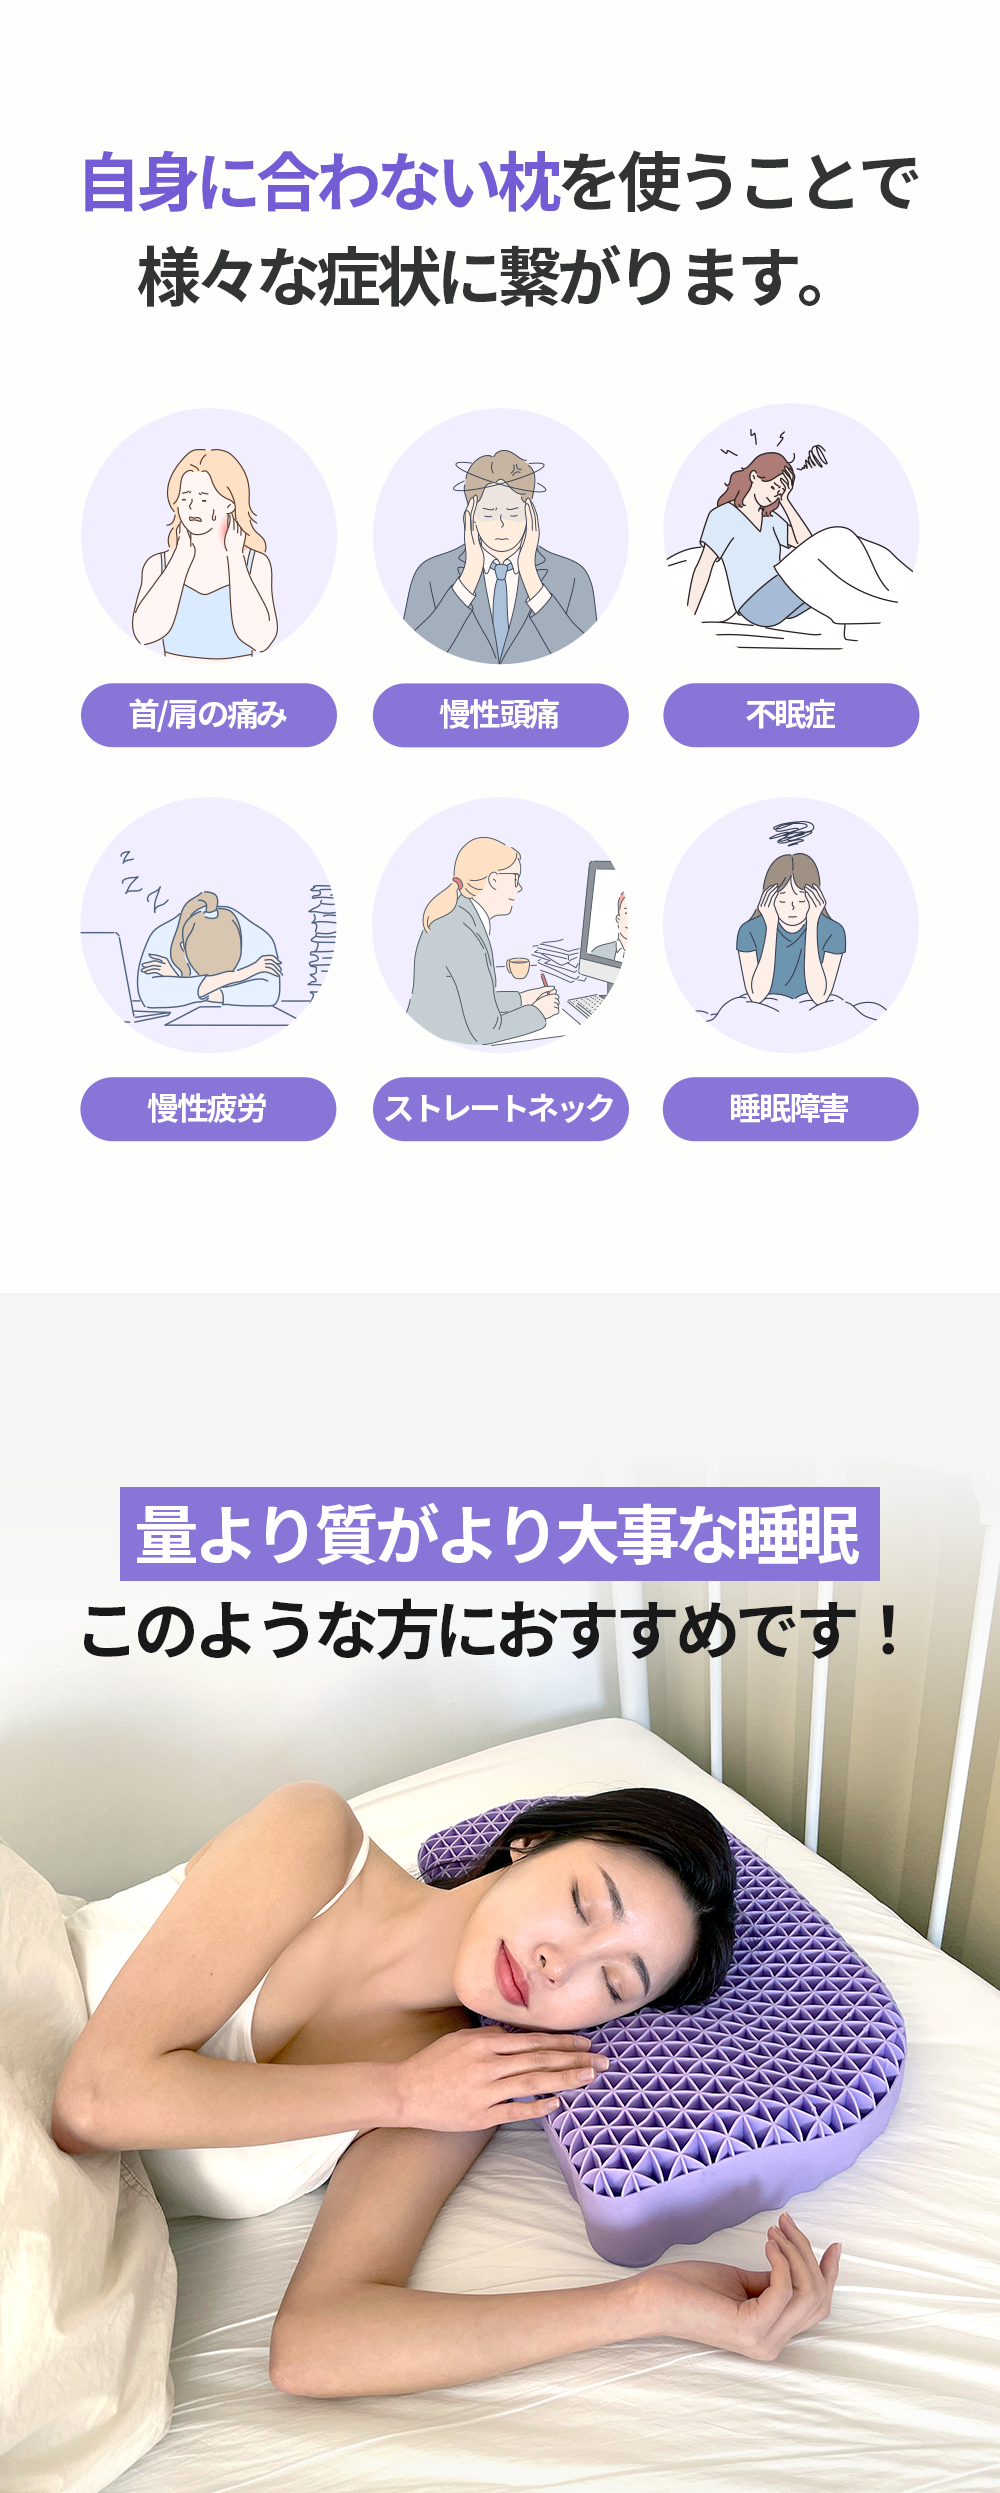 自身に合わない枕を使うことで
様々な症状に繋がります。
首/肩の痛み
慢性頭痛
不眠症
z
z
z
慢性疲労
ストレートネック
睡眠障害
量より質がより大事な睡眠
このような方におすすめです！